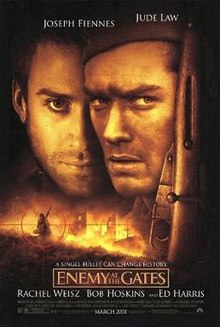 JOSEPH FIENNES JUDE LAW
A SINGLE BULLET CAN CHANGE HISTORY.
ENEMY AT THE GATES
RACHEL WEISZ BOB HOSKINS AND ED HARRIS
MARCH 2001